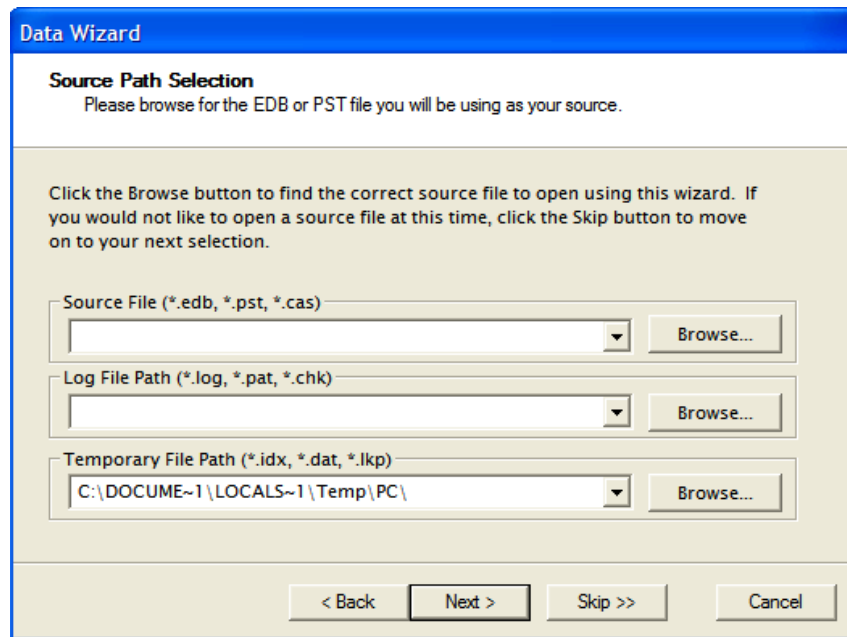 Data Wizard
Source Path Selection
Please browse for the EDB or PST file you will be using as your source.
Click the Browse button to find the correct source file to open using this wizard.  If
you would not like to open a source file at this time, click the Skip button to move
on to your next selection.
Source File (*.edb, *.pst, *.cas)
Browse...
Log File Path (*.log, *.pat, *.chk)
Browse...
Temporary File Path (*.idx, *.dat, *.lkp)
C:\DOCUME~1\LOCALS~1\Temp\PC\
Browse...
< Back
Next >
Skip >>
Cancel